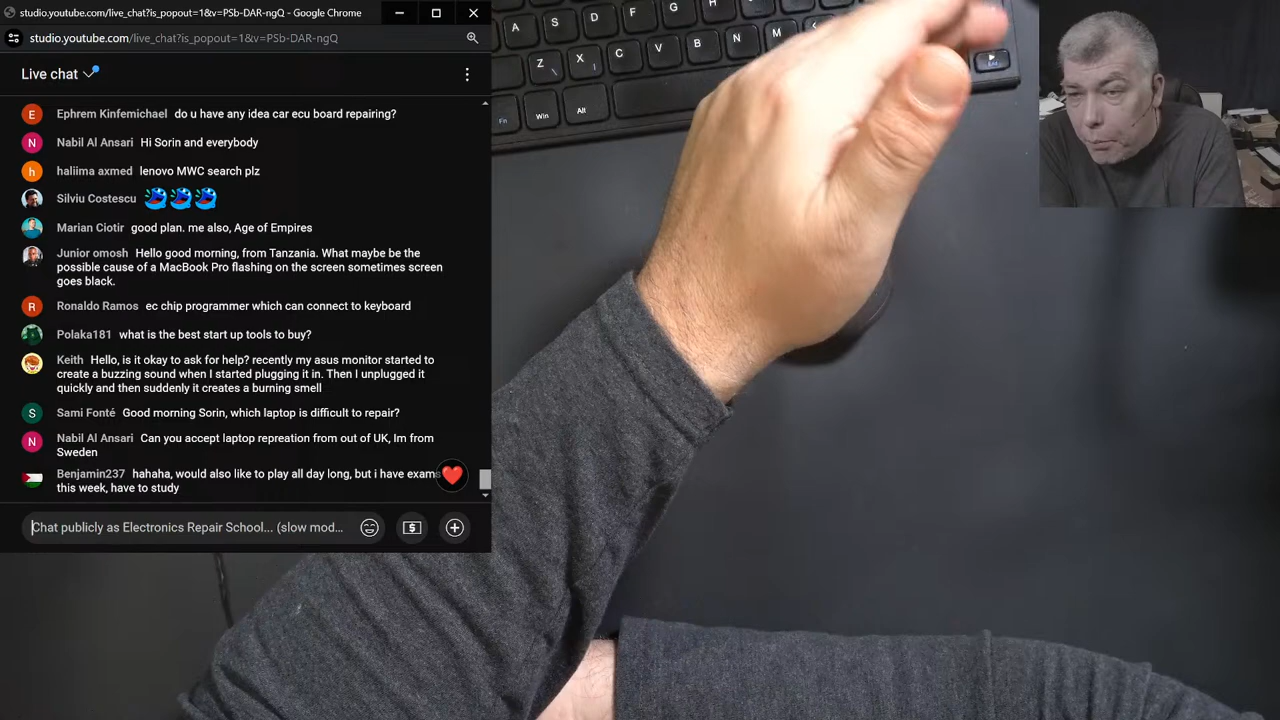 studio.youtube.com/live_chat?is_popout=1&v=PSb-DAR-ngQ - Google Chrome
studio.youtube.com/live_chat?is_popout=1&v=PSb-DAR-ngQ
Live chat
E Ephrem Kinfemichael do u have any idea car ecu board repairing?
N Nabil Al Ansari Hi Sorin and everybody
h haliima axmed lenovo MWC search plz
Silviu Costescu
Marian Ciotir good plan. me also, Age of Empires
Junior omosh Hello good morning, from Tanzania. What maybe be the
possible cause of a MacBook Pro flashing on the screen sometimes screen
goes black.
R Ronaldo Ramos ec chip programmer which can connect to keyboard
Polaka181 what is the best start up tools to buy?
Keith Hello, is it okay to ask for help? recently my asus monitor started to
create a buzzing sound when I started plugging it in. Then I unplugged it
quickly and then suddenly it creates a burning smell
S Sami Fonté Good morning Sorin, which laptop is difficult to repair?
N Nabil Al Ansari Can you accept laptop repreation from out of UK, Im from
Sweden
Benjamin237 hahaha, would also like to play all day long, but i have exams
this week, have to study
Chat publicly as Electronics Repair School... (slow mod...
A S D F G H
Z X C V B N M
Fn Win Alt
End